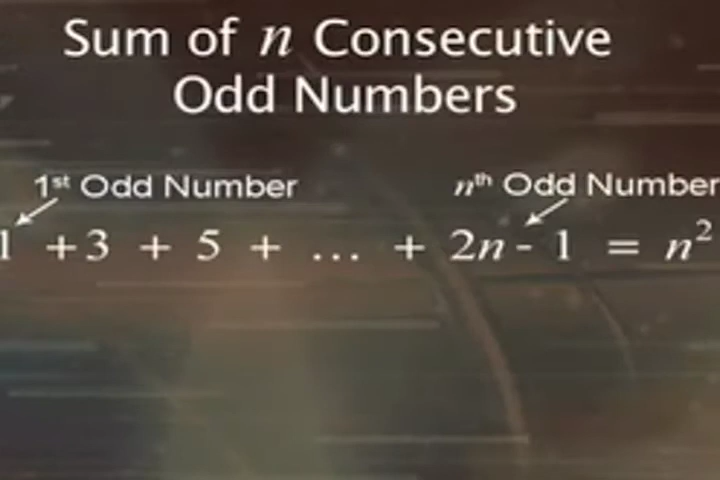 Sum of n Consecutive
Odd Numbers
1st Odd Number
nth Odd Number
1 + 3 + 5 + ... + 2n - 1 = n²